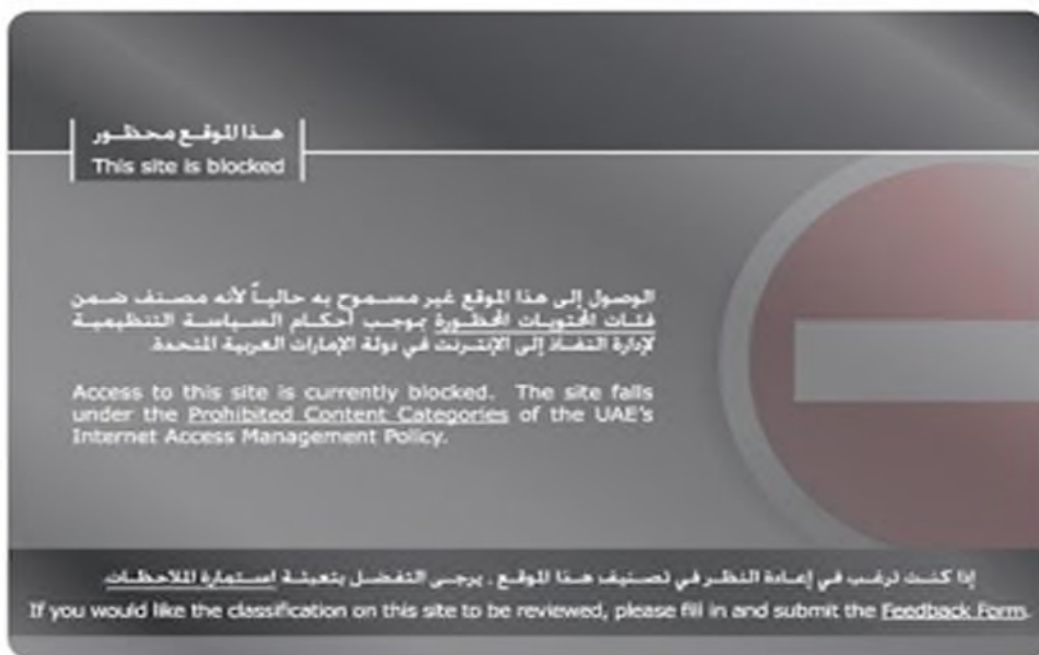 هذا الموقع محظور
This site is blocked
الوصول إلى هذا الموقع غير مسموح به حالياً لأنه مصنف ضمن
فئات المحتويات المحظورة بموجب أحكام السياسة التنظيمية
لإدارة النفاذ إلى الإنترنت في دولة الإمارات العربية المتحدة.
Access to this site is currently blocked. The site falls
under the Prohibited Content Categories of the UAE's
Internet Access Management Policy.
إذا كنت ترغب في إعادة النظر في تصنيف هذا الموقع ، يرجى التفضل بتعبئة استمارة الملاحظات.
If you would like the classification on this site to be reviewed, please fill in and submit the Feedback Form.